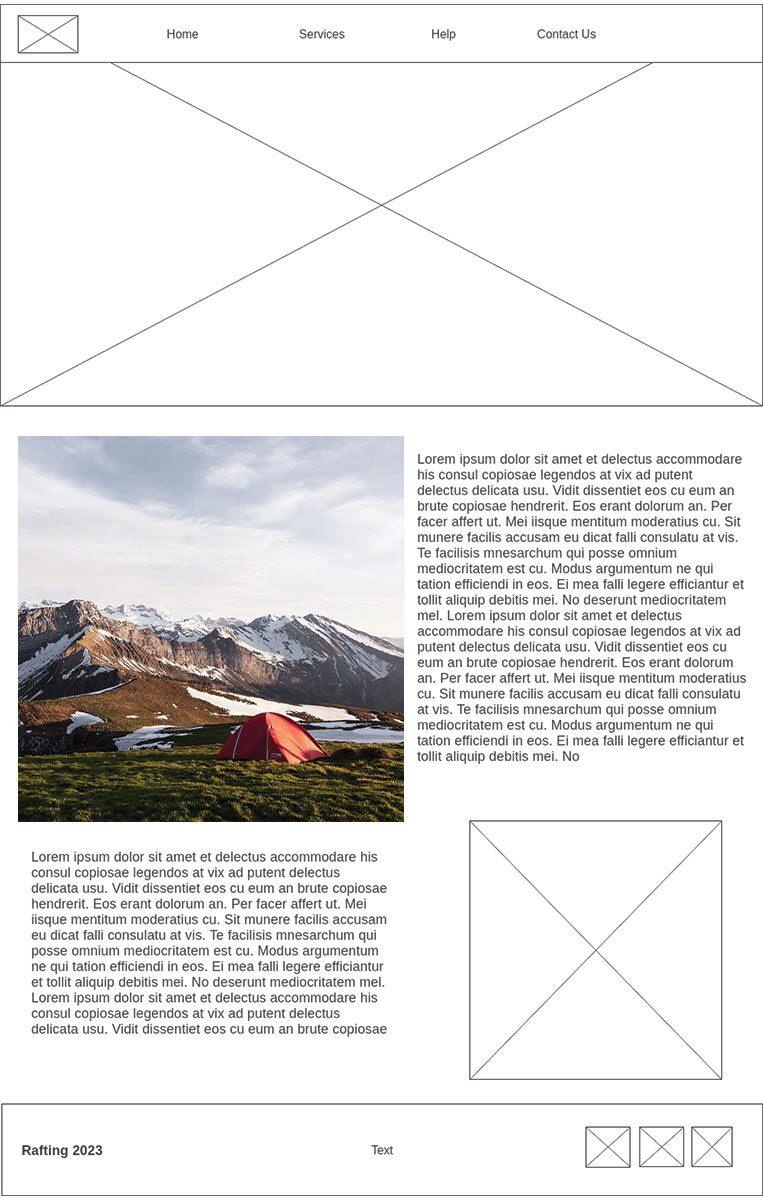 Home Services Help Contact Us
Lorem ipsum dolor sit amet et delectus accommodare
his consul copiosae legendos at vix ad putent
delectus delicata usu. Vidit dissentiet eos cu eum an
brute copiosae hendrerit. Eos erant dolorum an. Per
facer affert ut. Mei iisque mentitum moderatius cu. Sit
munere facilis accusam eu dicat falli consulatu at vis.
Te facilisis mnesarchum qui posse omnium
mediocritatem est cu. Modus argumentum ne qui
tation efficiendi in eos. Ei mea falli legere efficiantur et
tollit aliquip debitis mei. No deserunt mediocritatem
mel. Lorem ipsum dolor sit amet et delectus
accommodare his consul copiosae legendos at vix ad
putent delectus delicata usu. Vidit dissentiet eos cu
eum an brute copiosae hendrerit. Eos erant dolorum
an. Per facer affert ut. Mei iisque mentitum moderatius
cu. Sit munere facilis accusam eu dicat falli consulatu
at vis. Te facilisis mnesarchum qui posse omnium
mediocritatem est cu. Modus argumentum ne qui
tation efficiendi in eos. Ei mea falli legere efficiantur et
tollit aliquip debitis mei. No
Lorem ipsum dolor sit amet et delectus accommodare his
consul copiosae legendos at vix ad putent delectus
delicata usu. Vidit dissentiet eos cu eum an brute copiosae
hendrerit. Eos erant dolorum an. Per facer affert ut. Mei
iisque mentitum moderatius cu. Sit munere facilis accusam
eu dicat falli consulatu at vis. Te facilisis mnesarchum qui
posse omnium mediocritatem est cu. Modus argumentum
ne qui tation efficiendi in eos. Ei mea falli legere efficiantur
et tollit aliquip debitis mei. No deserunt mediocritatem mel.
Lorem ipsum dolor sit amet et delectus accommodare his
consul copiosae legendos at vix ad putent delectus
delicata usu. Vidit dissentiet eos cu eum an brute copiosae
Rafting 2023 Text